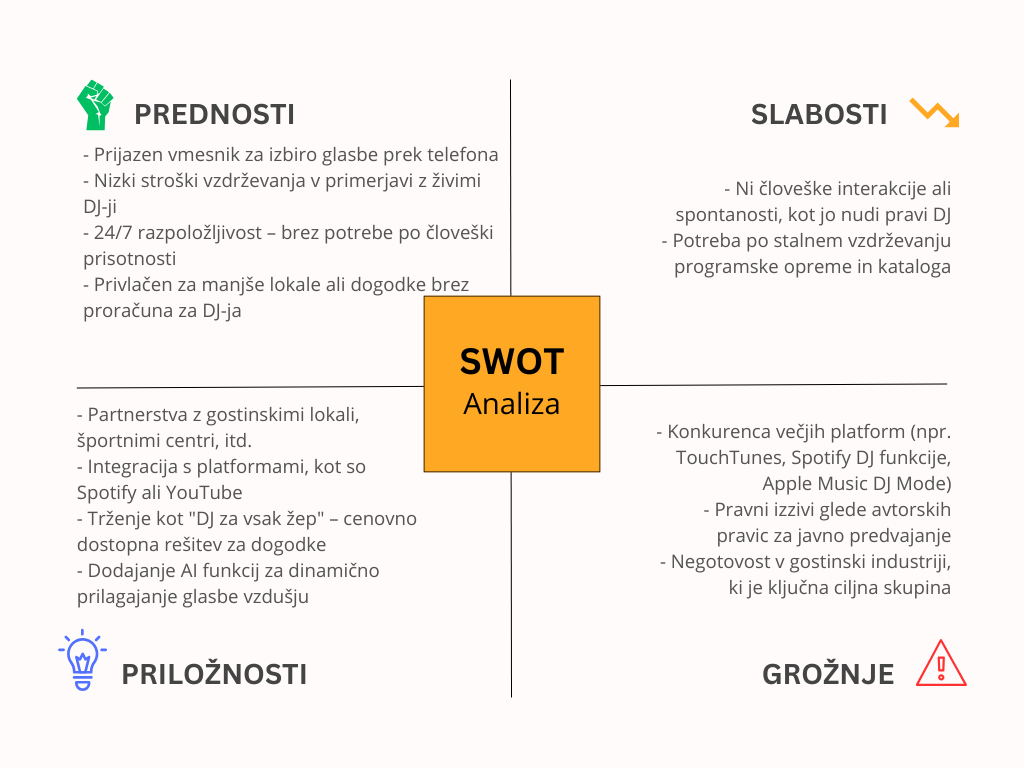 PREDNOSTI
- Prijazen vmesnik za izbiro glasbe prek telefona
- Nizki stroški vzdrževanja v primerjavi z živimi
DJ-ji
- 24/7 razpoložljivost – brez potrebe po človeški
prisotnosti
- Privlačen za manjše lokale ali dogodke brez
proračuna za DJ-ja
SLABOSTI
- Ni človeške interakcije ali
spontanosti, kot jo nudi pravi DJ
- Potreba po stalnem vzdrževanju
programske opreme in kataloga
SWOT
Analiza
- Partnerstva z gostinskimi lokali,
športnimi centri, itd.
- Integracija s platformami, kot so
Spotify ali YouTube
- Trženje kot "DJ za vsak žep" – cenovno
dostopna rešitev za dogodke
- Dodajanje AI funkcij za dinamično
prilagajanje glasbe vzdušju
PRILOŽNOSTI
- Konkurenca večjih platform (npr.
TouchTunes, Spotify DJ funkcije,
Apple Music DJ Mode)
- Pravni izzivi glede avtorskih
pravic za javno predvajanje
- Negotovost v gostinski industriji,
ki je ključna ciljna skupina
GROŽNJE